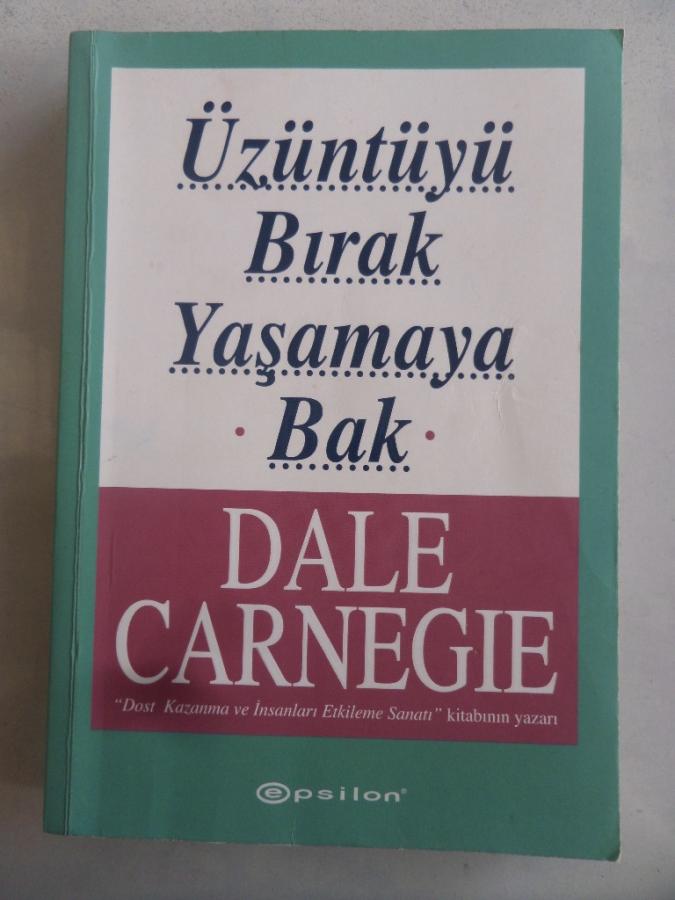 Üzüntüyü
Bırak
Yaşamaya
· Bak ·
DALE
CARNEGIE
"Dost Kazanma ve İnsanları Etkileme Sanatı" kitabının yazarı
epsilon®